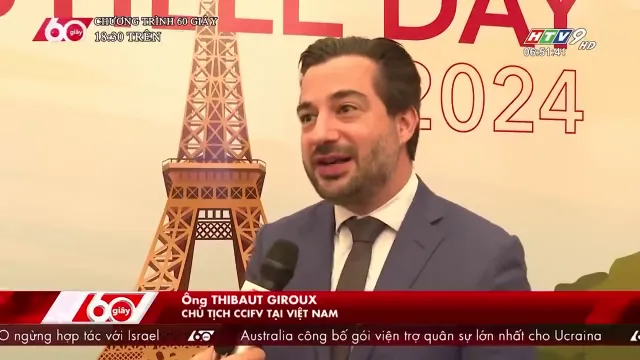 60 giây
CHƯƠNG TRÌNH 60 GIÂY
18:30 TRÊN
DAY
2024
HTV9 HD
06:51:41
60 giây
Ông THIBAUT GIROUX
CHỦ TỊCH CCIFV TẠI VIỆT NAM
O ngừng hợp tác với Israel 60 Australia công bố gói viện trợ quân sự lớn nhất cho Ucraina